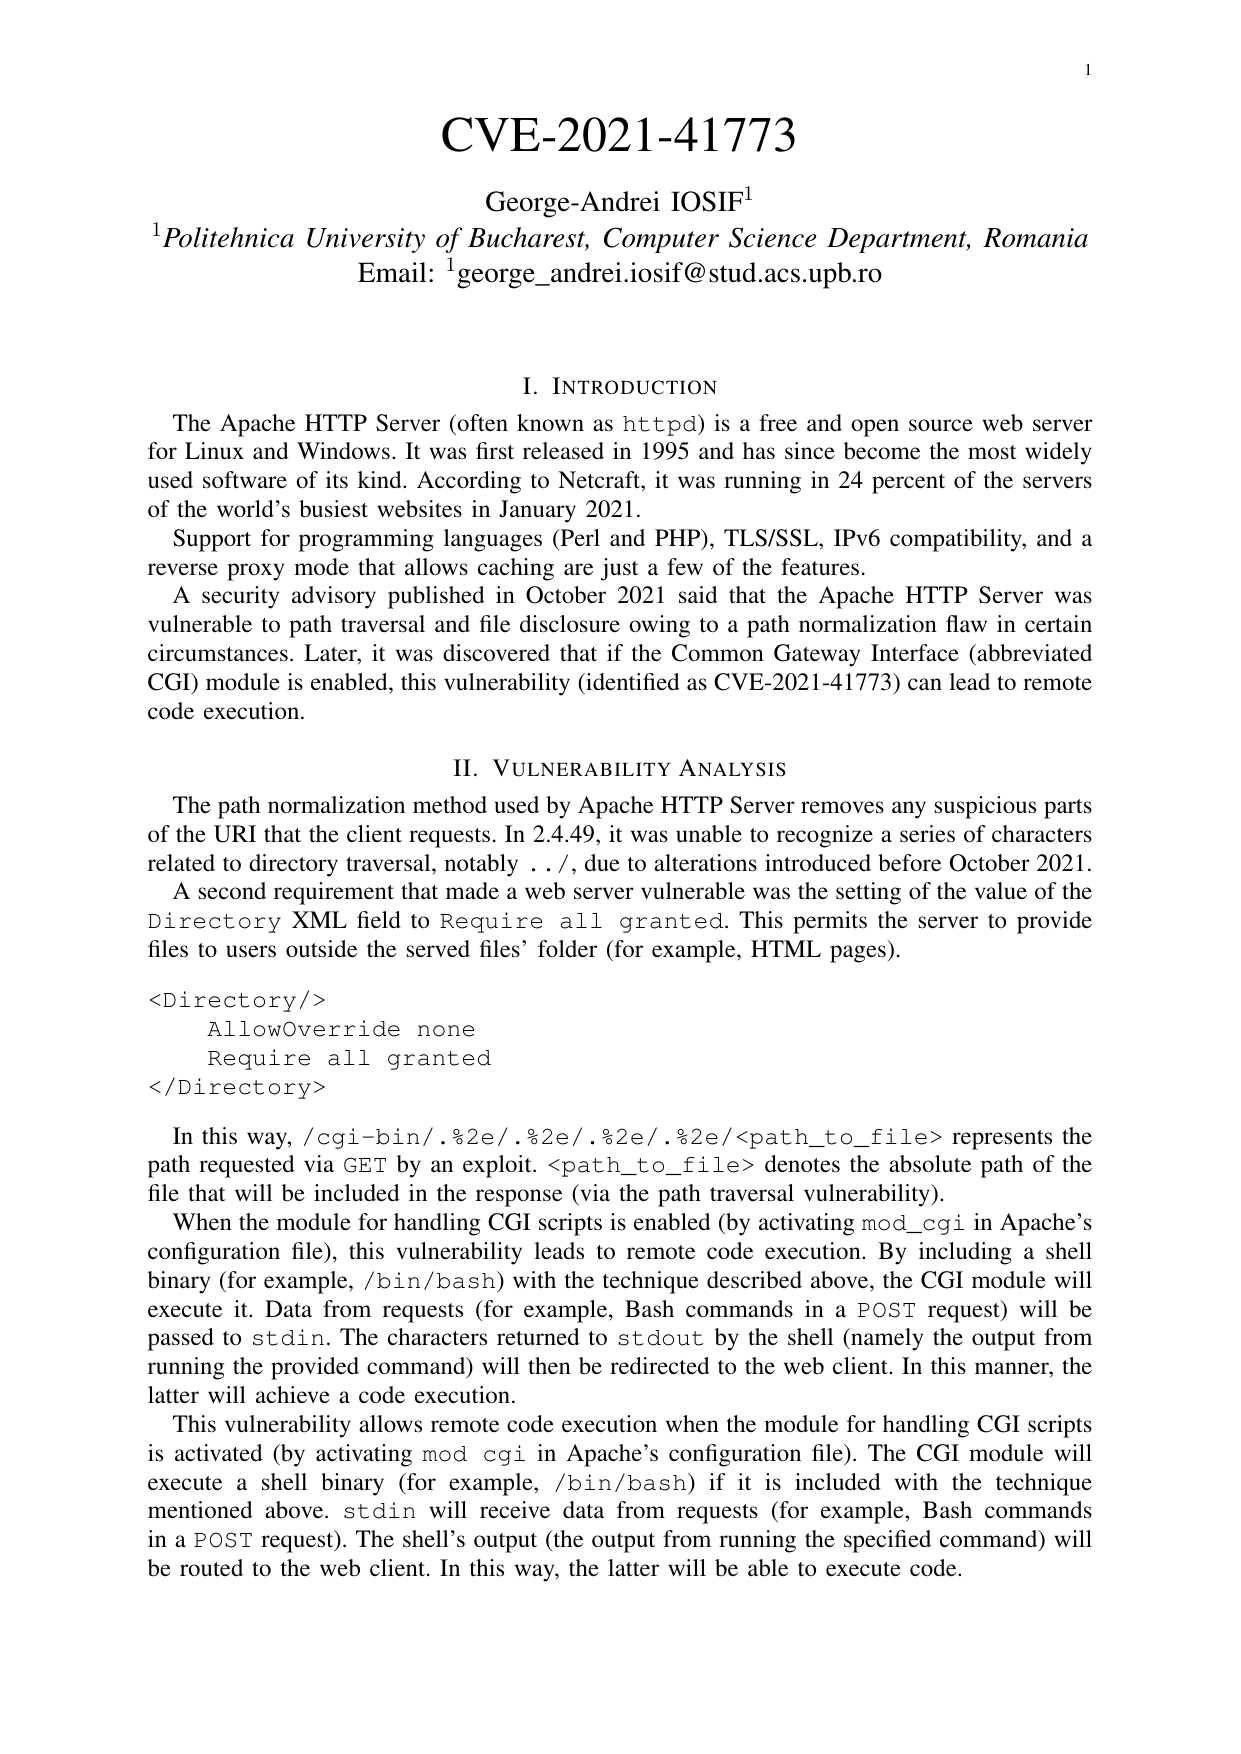 1
CVE-2021-41773
George-Andrei IOSIF¹
¹Politehnica University of Bucharest, Computer Science Department, Romania
Email: ¹george_andrei.iosif@stud.acs.upb.ro
I. INTRODUCTION
The Apache HTTP Server (often known as httpd) is a free and open source web server
for Linux and Windows. It was first released in 1995 and has since become the most widely
used software of its kind. According to Netcraft, it was running in 24 percent of the servers
of the world's busiest websites in January 2021.
Support for programming languages (Perl and PHP), TLS/SSL, IPv6 compatibility, and a
reverse proxy mode that allows caching are just a few of the features.
A security advisory published in October 2021 said that the Apache HTTP Server was
vulnerable to path traversal and file disclosure owing to a path normalization flaw in certain
circumstances. Later, it was discovered that if the Common Gateway Interface (abbreviated
CGI) module is enabled, this vulnerability (identified as CVE-2021-41773) can lead to remote
code execution.
II. VULNERABILITY ANALYSIS
The path normalization method used by Apache HTTP Server removes any suspicious parts
of the URI that the client requests. In 2.4.49, it was unable to recognize a series of characters
related to directory traversal, notably ../, due to alterations introduced before October 2021.
A second requirement that made a web server vulnerable was the setting of the value of the
Directory XML field to Require all granted. This permits the server to provide
files to users outside the served files' folder (for example, HTML pages).
<Directory/>
    AllowOverride none
    Require all granted
</Directory>
In this way, /cgi-bin/.%2e/.%2e/.%2e/.%2e/<path_to_file> represents the
path requested via GET by an exploit. <path_to_file> denotes the absolute path of the
file that will be included in the response (via the path traversal vulnerability).
When the module for handling CGI scripts is enabled (by activating mod_cgi in Apache's
configuration file), this vulnerability leads to remote code execution. By including a shell
binary (for example, /bin/bash) with the technique described above, the CGI module will
execute it. Data from requests (for example, Bash commands in a POST request) will be
passed to stdin. The characters returned to stdout by the shell (namely the output from
running the provided command) will then be redirected to the web client. In this manner, the
latter will achieve a code execution.
This vulnerability allows remote code execution when the module for handling CGI scripts
is activated (by activating mod cgi in Apache's configuration file). The CGI module will
execute a shell binary (for example, /bin/bash) if it is included with the technique
mentioned above. stdin will receive data from requests (for example, Bash commands
in a POST request). The shell's output (the output from running the specified command) will
be routed to the web client. In this way, the latter will be able to execute code.